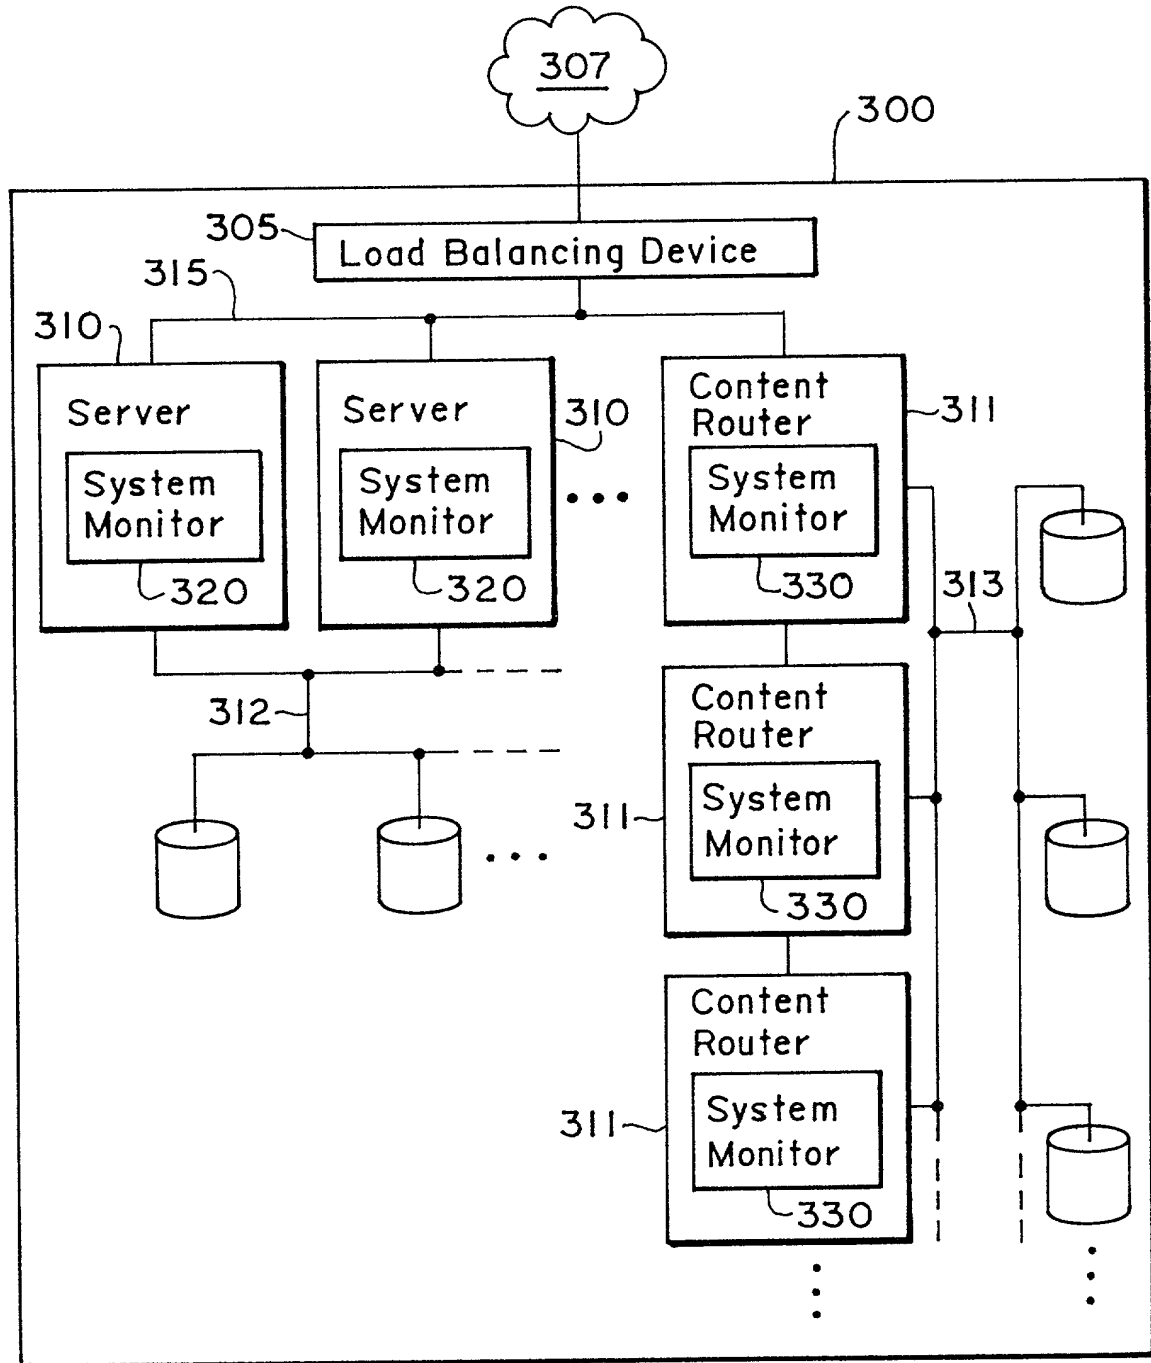 307
300
305
Load Balancing Device
315
310
Server
System
Monitor
320
Server
310
System
Monitor
320
Content
Router
311
System
Monitor
330
313
312
Content
Router
311
System
Monitor
330
Content
Router
311
System
Monitor
330